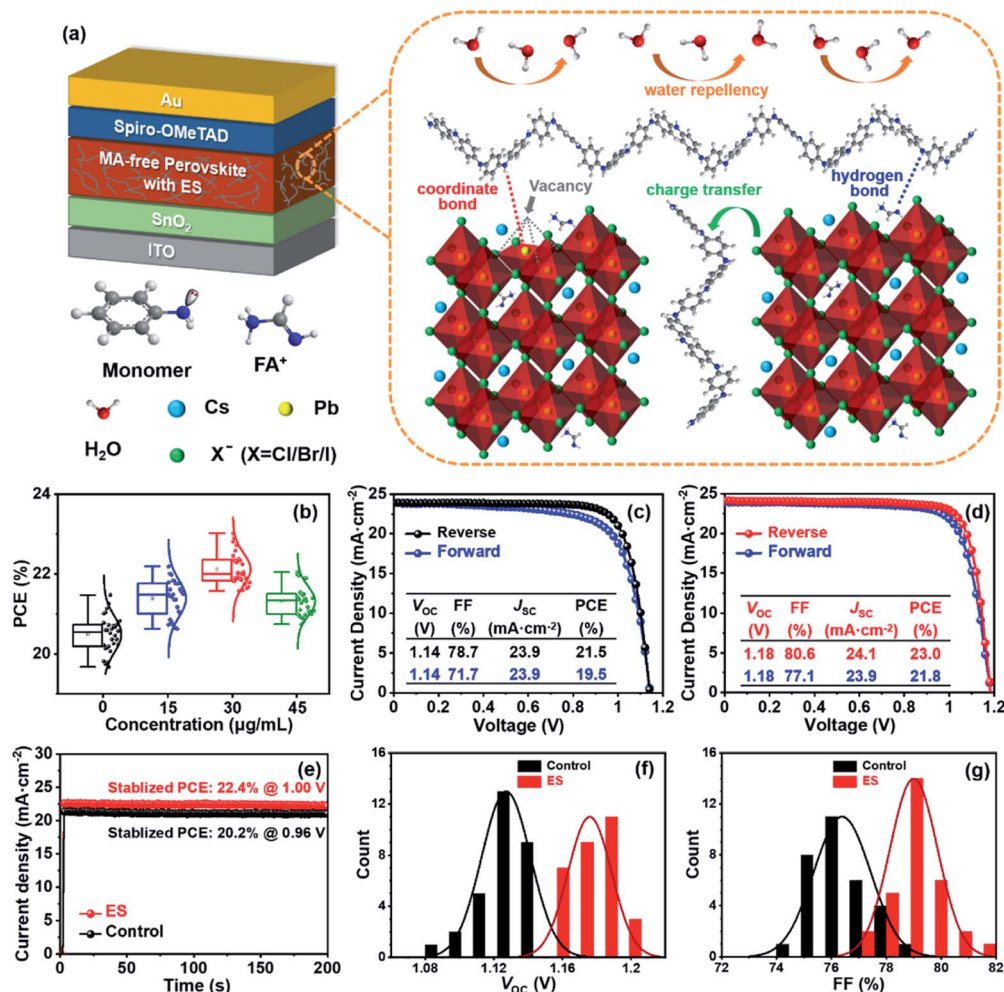 (a)
Au
Spiro-OMeTAD
MA-free Perovskite
with ES
SnO₂
ITO
Monomer
FA⁺
H₂O
Cs
Pb
X⁻ (X=Cl/Br/I)
water repellency
coordinate
bond
Vacancy
charge transfer
hydrogen
bond
(b)
PCE (%)
24
22
20
0 15 30 45
Concentration (μg/mL)
(c)
Current Density (mA·cm⁻²)
25
20
15
10
5
0
Reverse
Forward
V_OC FF J_SC PCE
(V) (%) (mA·cm⁻²) (%)
1.14 78.7 23.9 21.5
1.14 71.7 23.9 19.5
0 0.2 0.4 0.6 0.8 1.0 1.2
Voltage (V)
(d)
Current Density (mA·cm⁻²)
25
20
15
10
5
0
Reverse
Forward
V_OC FF J_SC PCE
(V) (%) (mA·cm⁻²) (%)
1.18 80.6 24.1 23.0
1.18 77.1 23.9 21.8
0 0.2 0.4 0.6 0.8 1.0 1.2
Voltage (V)
(e)
Current density (mA·cm⁻²)
30
25
20
15
10
5
0
Stablized PCE: 22.4% @ 1.00 V
Stablized PCE: 20.2% @ 0.96 V
ES
Control
0 50 100 150 200
Time (s)
(f)
Count
16
12
8
4
0
Control
ES
1.08 1.12 1.16 1.2
V_OC (V)
(g)
Count
16
12
8
4
0
Control
ES
72 74 76 78 80 82
FF (%)